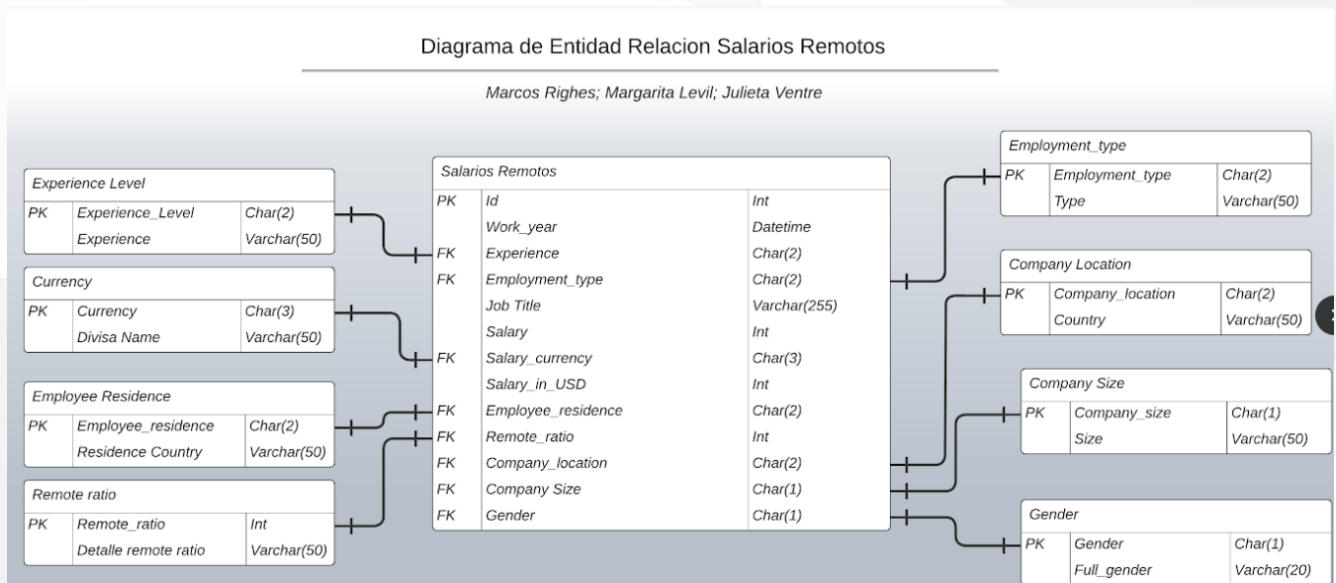 Diagrama de Entidad Relacion Salarios Remotos
Marcos Righes; Margarita Levil; Julieta Ventre
Experience Level
PK Experience_Level Char(2)
Experience Varchar(50)
Currency
PK Currency Char(3)
Divisa Name Varchar(50)
Employee Residence
PK Employee_residence Char(2)
Residence Country Varchar(50)
Remote ratio
PK Remote_ratio Int
Detalle remote ratio Varchar(50)
Salarios Remotos
PK Id Int
Work_year Datetime
FK Experience Char(2)
FK Employment_type Char(2)
Job Title Varchar(255)
Salary Int
FK Salary_currency Char(3)
Salary_in_USD Int
FK Employee_residence Char(2)
FK Remote_ratio Int
FK Company_location Char(2)
FK Company Size Char(1)
FK Gender Char(1)
Employment_type
PK Employment_type Char(2)
Type Varchar(50)
Company Location
PK Company_location Char(2)
Country Varchar(50)
Company Size
PK Company_size Char(1)
Size Varchar(50)
Gender
PK Gender Char(1)
Full_gender Varchar(20)